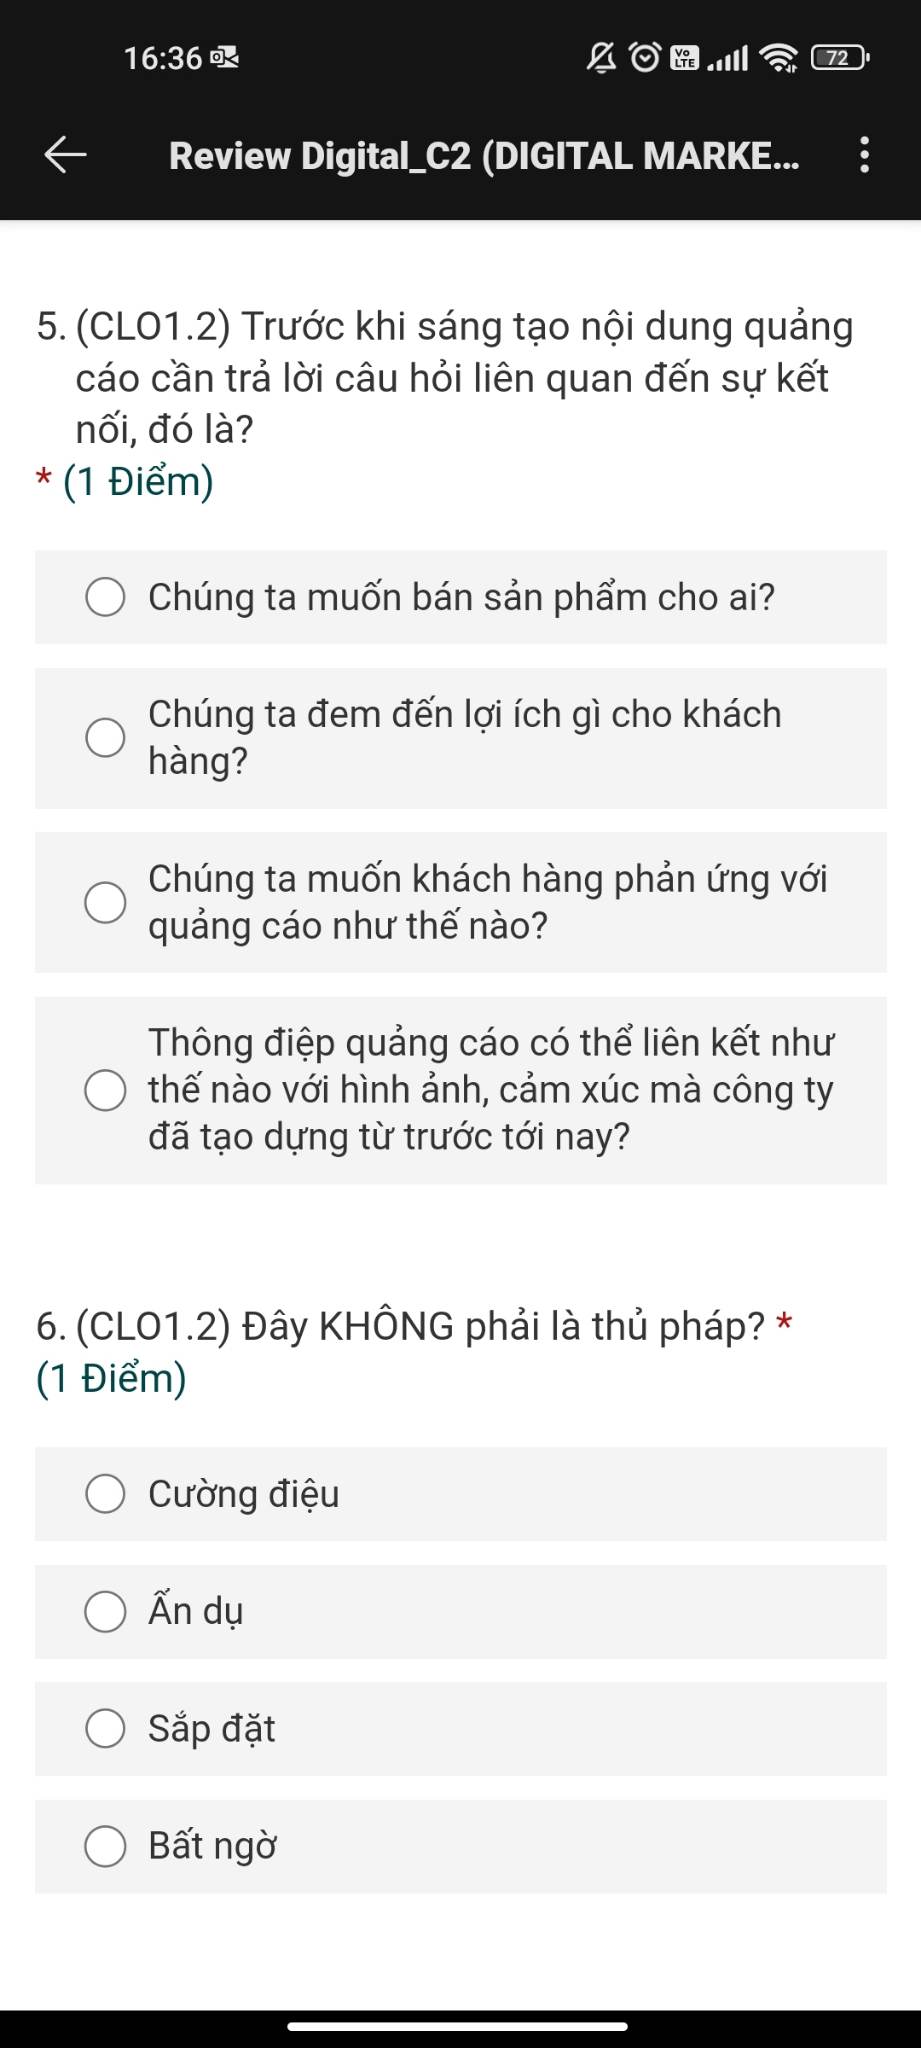 16:36
Vo
LTE
72
Review Digital_C2 (DIGITAL MARKE...
5. (CLO1.2) Trước khi sáng tạo nội dung quảng
cáo cần trả lời câu hỏi liên quan đến sự kết
nối, đó là?
* (1 Điểm)
Chúng ta muốn bán sản phẩm cho ai?
Chúng ta đem đến lợi ích gì cho khách
hàng?
Chúng ta muốn khách hàng phản ứng với
quảng cáo như thế nào?
Thông điệp quảng cáo có thể liên kết như
thế nào với hình ảnh, cảm xúc mà công ty
đã tạo dựng từ trước tới nay?
6. (CLO1.2) Đây KHÔNG phải là thủ pháp? *
(1 Điểm)
Cường điệu
Ẩn dụ
Sắp đặt
Bất ngờ